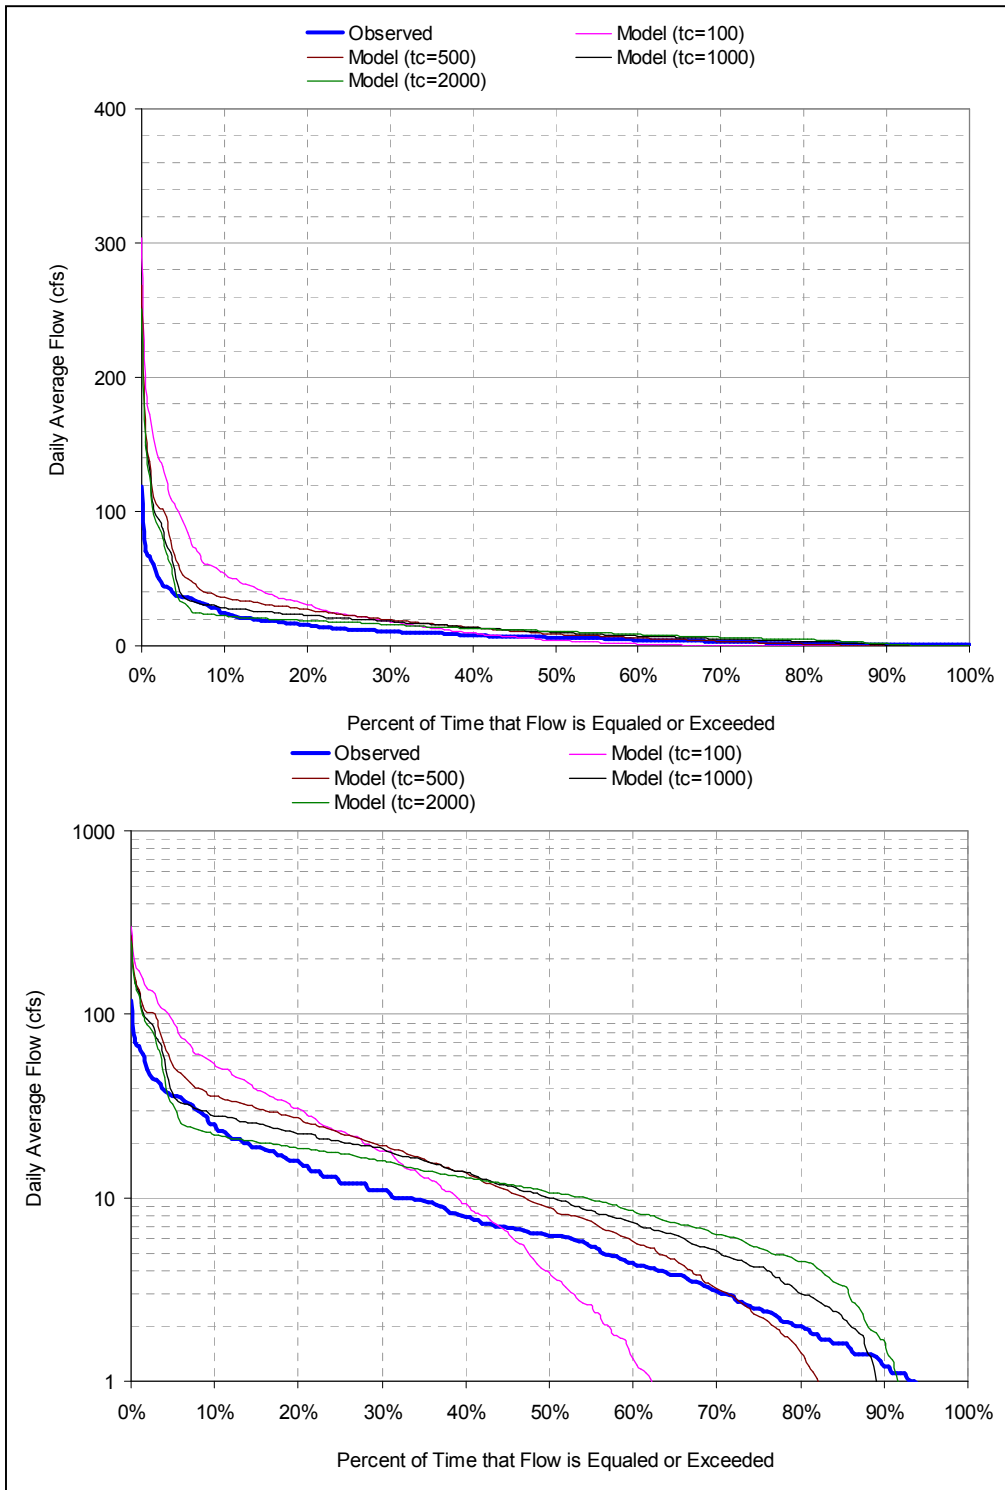 Observed Model (tc=100)
Model (tc=500) Model (tc=1000)
Model (tc=2000)
400
300
200
100
0
Daily Average Flow (cfs)
0% 10% 20% 30% 40% 50% 60% 70% 80% 90% 100%
Percent of Time that Flow is Equaled or Exceeded
Observed Model (tc=100)
Model (tc=500) Model (tc=1000)
Model (tc=2000)
1000
100
10
1
Daily Average Flow (cfs)
0% 10% 20% 30% 40% 50% 60% 70% 80% 90% 100%
Percent of Time that Flow is Equaled or Exceeded